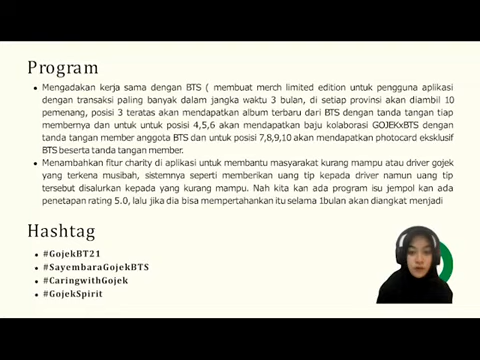 Program
• Mengadakan kerja sama dengan BTS ( membuat merch limited edition untuk pengguna aplikasi
dengan transaksi paling banyak dalam jangka waktu 3 bulan, di setiap provinsi akan diambil 10
pemenang, posisi 3 teratas akan mendapatkan album terbaru dari BTS dengan tanda tangan tiap
membernya dan untuk untuk posisi 4,5,6 akan mendapatkan baju kolaborasi GOJEKxBTS dengan
tanda tangan member anggota BTS dan untuk posisi 7,8,9,10 akan mendapatkan photocard eksklusif
BTS beserta tanda tangan member.
• Menambahkan fitur charity di aplikasi untuk membantu masyarakat kurang mampu atau driver gojek
yang terkena musibah, sistemnya seperti memberikan uang tip kepada driver namun uang tip
tersebut disalurkan kepada yang kurang mampu. Nah kita kan ada program isu jempol kan ada
penetapan rating 5.0, lalu jika dia bisa mempertahankan itu selama 1bulan akan diangkat menjadi
Hashtag
• #GojekBT21
• #SayembaraGojekBTS
• #CaringwithGojek
• #GojekSpirit